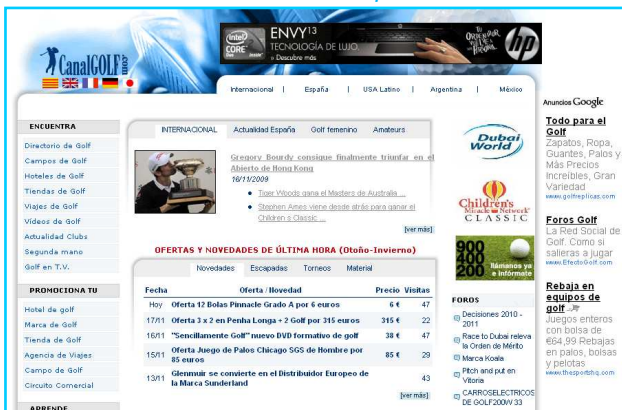 ENVY13
TECNOLOGÍA DE LUJO.
» Descubre más
intel
CORE
inside
hp
CanalGOLF
.com
Internacional | España | USA Latino | Argentina | México
Anuncios Google
Todo para el
Golf
Zapatos, Ropa,
Guantes, Palos y
Más Precios
Increíbles, Gran
Variedad
www.golfreplicas.com
Foros Golf
La Red Social de
Golf. Como si
salieras a jugar
www.EfectoGolf.com
Rebaja en
equipos de
golf
Juegos enteros
con bolsa de
€64,99 Rebajas
en palos, bolsas
y pelotas
www.thesportshq.com
ENCUENTRA
Directorio de Golf
Campos de Golf
Hoteles de Golf
Tiendas de Golf
Viajes de Golf
Vídeos de Golf
Actualidad Clubs
Segunda mano
Golf en T.V.
PROMOCIONA TU
Hotel de golf
Marca de Golf
Tienda de Golf
Agencia de Viajes
Campo de Golf
Circuito Comercial
APRENDE
INTERNACIONAL Actualidad España Golf femenino Amateurs
Gregory Bourdy consigue finalmente triunfar en el
Abierto de Hong Kong
16/11/2009
Tiger Woods gana el Masters de Australia ...
Stephen Ames viene desde atrás para ganar el
Children s Classic ...
[ver más]
OFERTAS Y NOVEDADES DE ÚLTIMA HORA (Otoño-Invierno)
Novedades Escapadas Torneos Material
Fecha Oferta / Novedad Precio Visitas
Hoy Oferta 12 Bolas Pinnacle Grado A por 6 euros 6 € 47
17/11 Oferta 3 x 2 en Penha Longa + 2 Golf por 315 euros 315 € 22
16/11 "Sencillamente Golf" nuevo DVD formativo de golf 38 € 47
15/11 Oferta Juego de Palos Chicago SGS de Hombre por
85 euros 85 € 29
13/11 Glenmuir se convierte en el Distribuidor Europeo de
la Marca Sunderland 43
[ver más]
Dubai
World
Children's
Miracle Network
CLASSIC
900
400
200
llámanos ya
e infórmate
FOROS
Decisiones 2010 -
2011
Race to Dubai releva
la Orden de Mérito
Marca Koala
Pitch and put en
Vitoria
CARROSELECTRICOS
DE GOLF200W 33